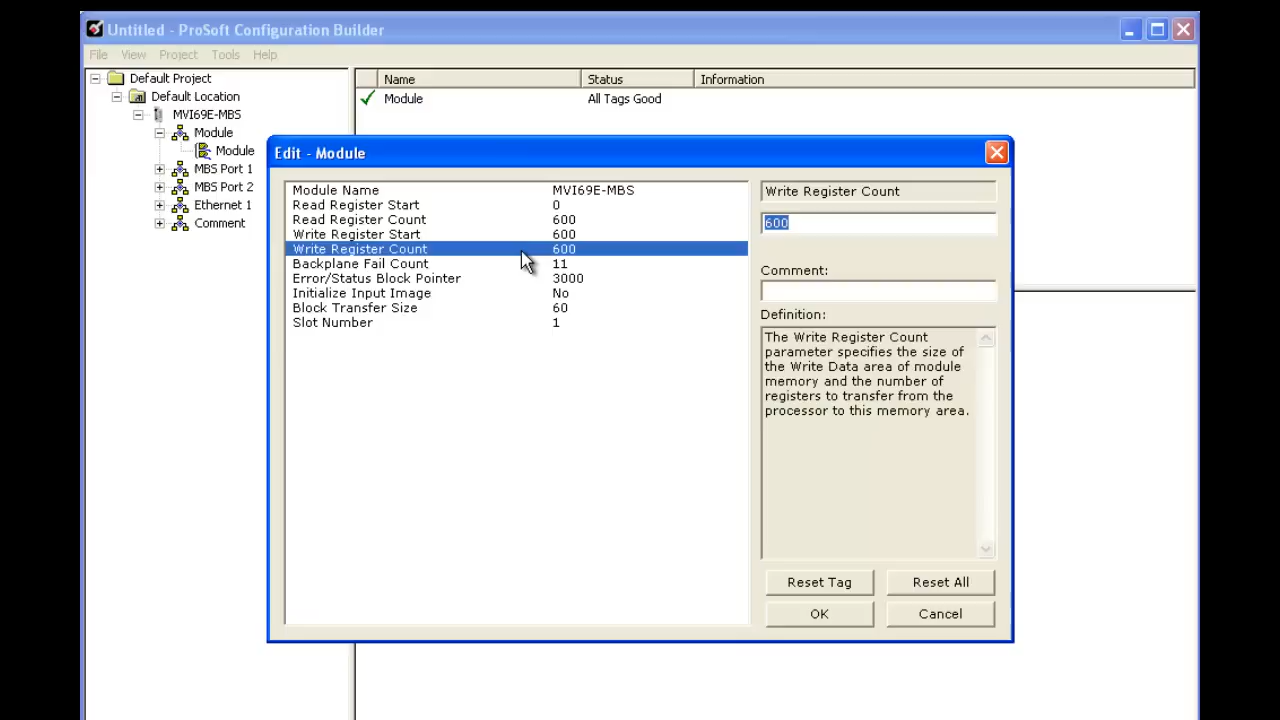 Untitled - ProSoft Configuration Builder
File View Project Tools Help
Default Project
Default Location
MVI69E-MBS
Module
Module
MBS Port 1
MBS Port 2
Ethernet 1
Comment
Name Status Information
Module All Tags Good
Edit - Module
Module Name MVI69E-MBS
Read Register Start 0
Read Register Count 600
Write Register Start 600
Write Register Count 600
Backplane Fail Count 11
Error/Status Block Pointer 3000
Initialize Input Image No
Block Transfer Size 60
Slot Number 1
Write Register Count
600
Comment:
Definition:
The Write Register Count
parameter specifies the size of
the Write Data area of module
memory and the number of
registers to transfer from the
processor to this memory area.
Reset Tag Reset All
OK Cancel